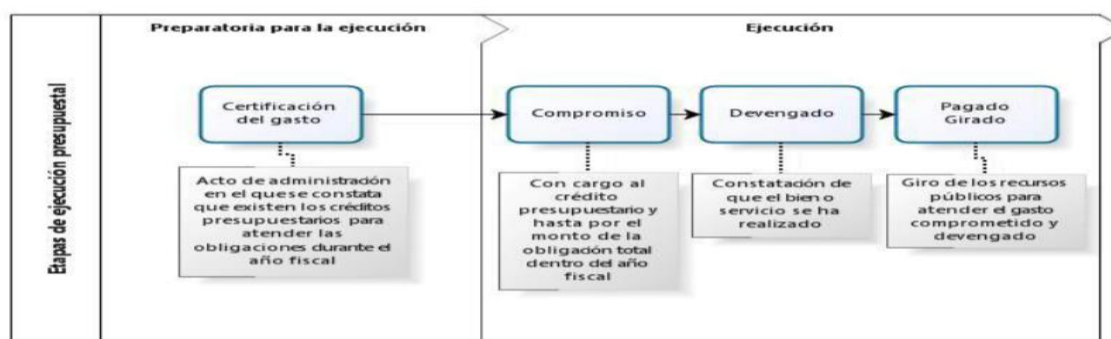 Preparatoria para la ejecución
Ejecución
Etapas de ejecución presupuestal
Certificación
del gasto
Compromiso
Devengado
Pagado
Girado
Acto de administración
en el que se constata
que existen los créditos
presupuestarios para
atender las
obligaciones durante el
año fiscal
Con cargo al
crédito
presupuestario y
hasta por el
monto de la
obligación total
dentro del año
fiscal
Constatación de
que el bien o
servicio se ha
realizado
Giro de los recursos
públicos para
atender el gasto
comprometido y
devengado